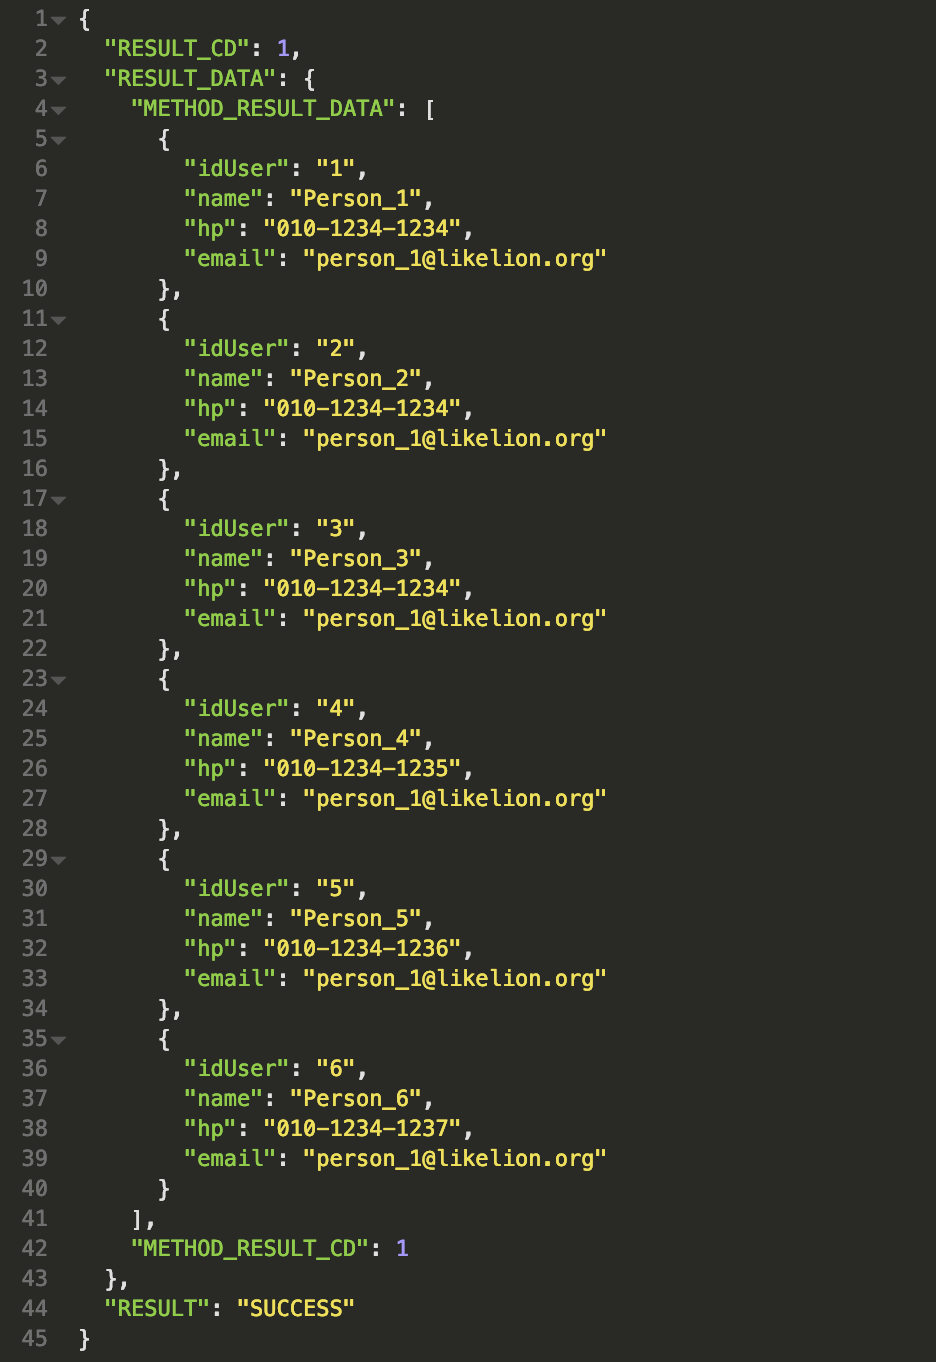 1 {
2 "RESULT_CD": 1,
3 "RESULT_DATA": {
4 "METHOD_RESULT_DATA": [
5 {
6 "idUser": "1",
7 "name": "Person_1",
8 "hp": "010-1234-1234",
9 "email": "person_1@likelion.org"
10 },
11 {
12 "idUser": "2",
13 "name": "Person_2",
14 "hp": "010-1234-1234",
15 "email": "person_1@likelion.org"
16 },
17 {
18 "idUser": "3",
19 "name": "Person_3",
20 "hp": "010-1234-1234",
21 "email": "person_1@likelion.org"
22 },
23 {
24 "idUser": "4",
25 "name": "Person_4",
26 "hp": "010-1234-1235",
27 "email": "person_1@likelion.org"
28 },
29 {
30 "idUser": "5",
31 "name": "Person_5",
32 "hp": "010-1234-1236",
33 "email": "person_1@likelion.org"
34 },
35 {
36 "idUser": "6",
37 "name": "Person_6",
38 "hp": "010-1234-1237",
39 "email": "person_1@likelion.org"
40 }
41 ],
42 "METHOD_RESULT_CD": 1
43 },
44 "RESULT": "SUCCESS"
45 }